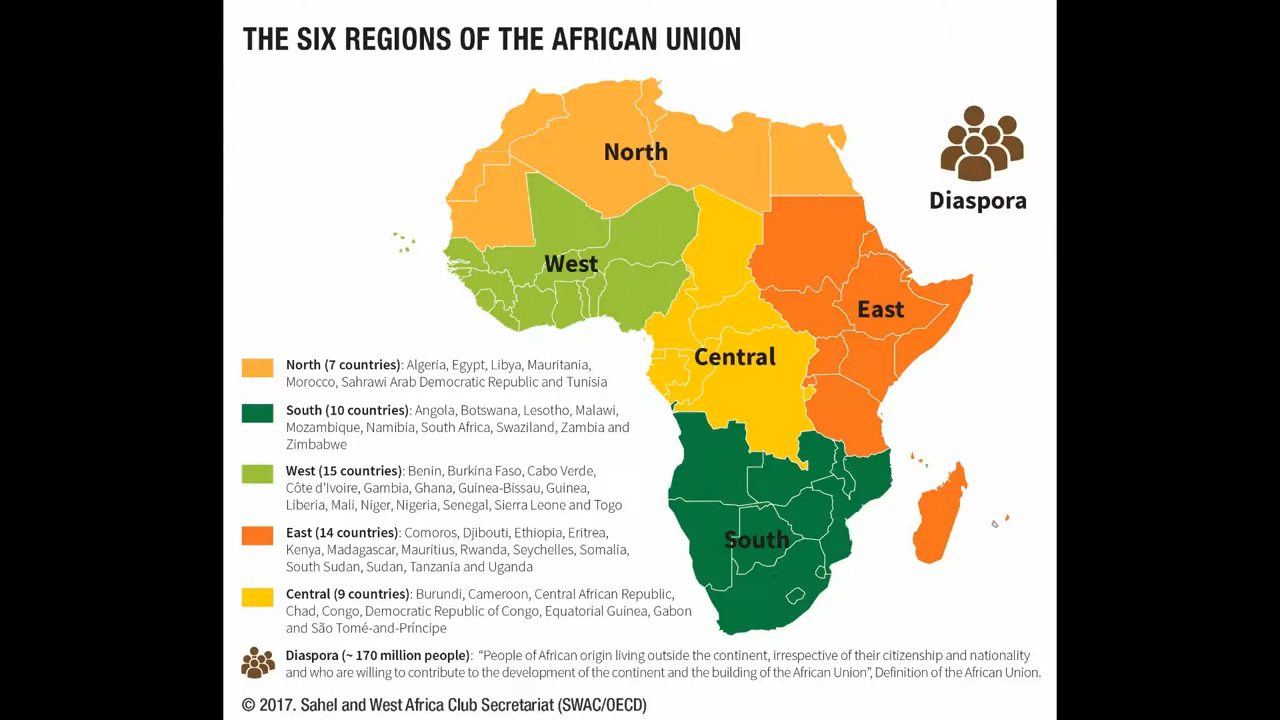 THE SIX REGIONS OF THE AFRICAN UNION
North
Diaspora
West
East
Central
South
North (7 countries): Algeria, Egypt, Libya, Mauritania,
Morocco, Sahrawi Arab Democratic Republic and Tunisia
South (10 countries): Angola, Botswana, Lesotho, Malawi,
Mozambique, Namibia, South Africa, Swaziland, Zambia and
Zimbabwe
West (15 countries): Benin, Burkina Faso, Cabo Verde,
Côte d'Ivoire, Gambia, Ghana, Guinea-Bissau, Guinea,
Liberia, Mali, Niger, Nigeria, Senegal, Sierra Leone and Togo
East (14 countries): Comoros, Djibouti, Ethiopia, Eritrea,
Kenya, Madagascar, Mauritius, Rwanda, Seychelles, Somalia,
South Sudan, Sudan, Tanzania and Uganda
Central (9 countries): Burundi, Cameroon, Central African Republic,
Chad, Congo, Democratic Republic of Congo, Equatorial Guinea, Gabon
and São Tomé-and-Príncipe
Diaspora (~ 170 million people): “People of African origin living outside the continent, irrespective of their citizenship and nationality
and who are willing to contribute to the development of the continent and the building of the African Union”, Definition of the African Union.
© 2017. Sahel and West Africa Club Secretariat (SWAC/OECD)